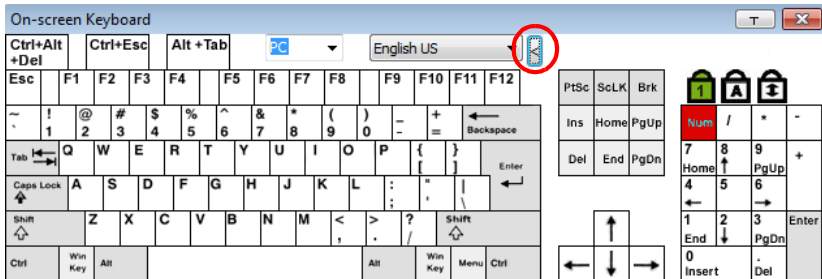 On-screen Keyboard T X
Ctrl+Alt +Del Ctrl+Esc Alt +Tab PC English US <
Esc F1 F2 F3 F4 F5 F6 F7 F8 F9 F10 F11 F12
PtSc ScLK Brk
1 A
~ ! @ # $ % ^ & * ( ) _ + Backspace
` 1 2 3 4 5 6 7 8 9 0 - =
Ins Home PgUp
Num / * -
Tab Q W E R T Y U I O P { } Enter
[ ]
Del End PgDn
7 Home 8 9 PgUp +
Caps Lock A S D F G H J K L : " |
; ' \
4 5 6
Shift Z X C V B N M < > ? Shift
, . /
1 End 2 3 PgDn Enter
Ctrl Win Key Alt Alt Win Key Menu Ctrl
0 Insert . Del